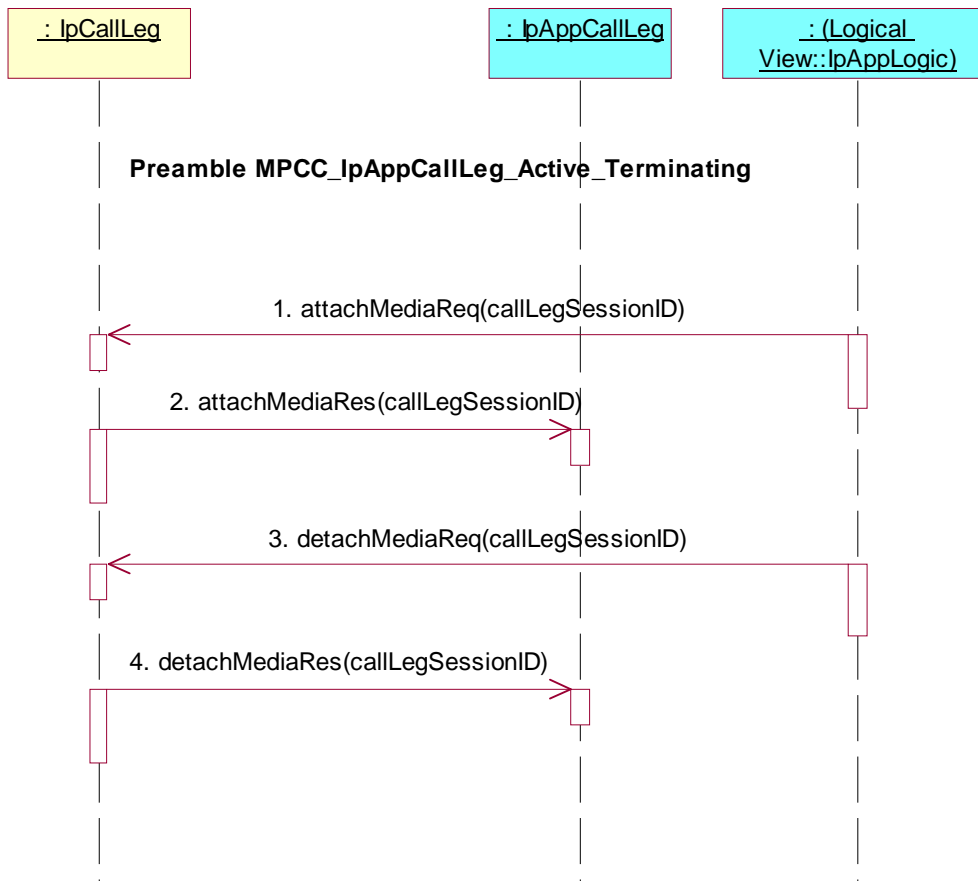 : IpCallLeg
: IpAppCallLeg
: (Logical
View::IpAppLogic)
Preamble MPCC_IpAppCallLeg_Active_Terminating
1. attachMediaReq(callLegSessionID)
2. attachMediaRes(callLegSessionID)
3. detachMediaReq(callLegSessionID)
4. detachMediaRes(callLegSessionID)